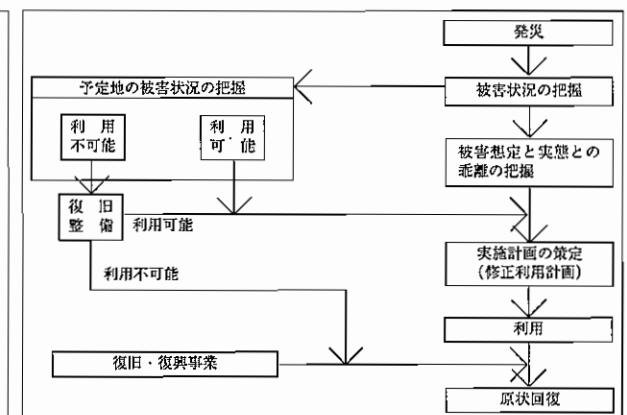 発災
予定地の被害状況の把握
被害状況の把握
利　用
不可能
利　用
可　能
被害想定と実態との
乖離の把握
復　旧
整　備
利用可能
実施計画の策定
（修正利用計画）
利用不可能
利用
復旧・復興事業
原状回復